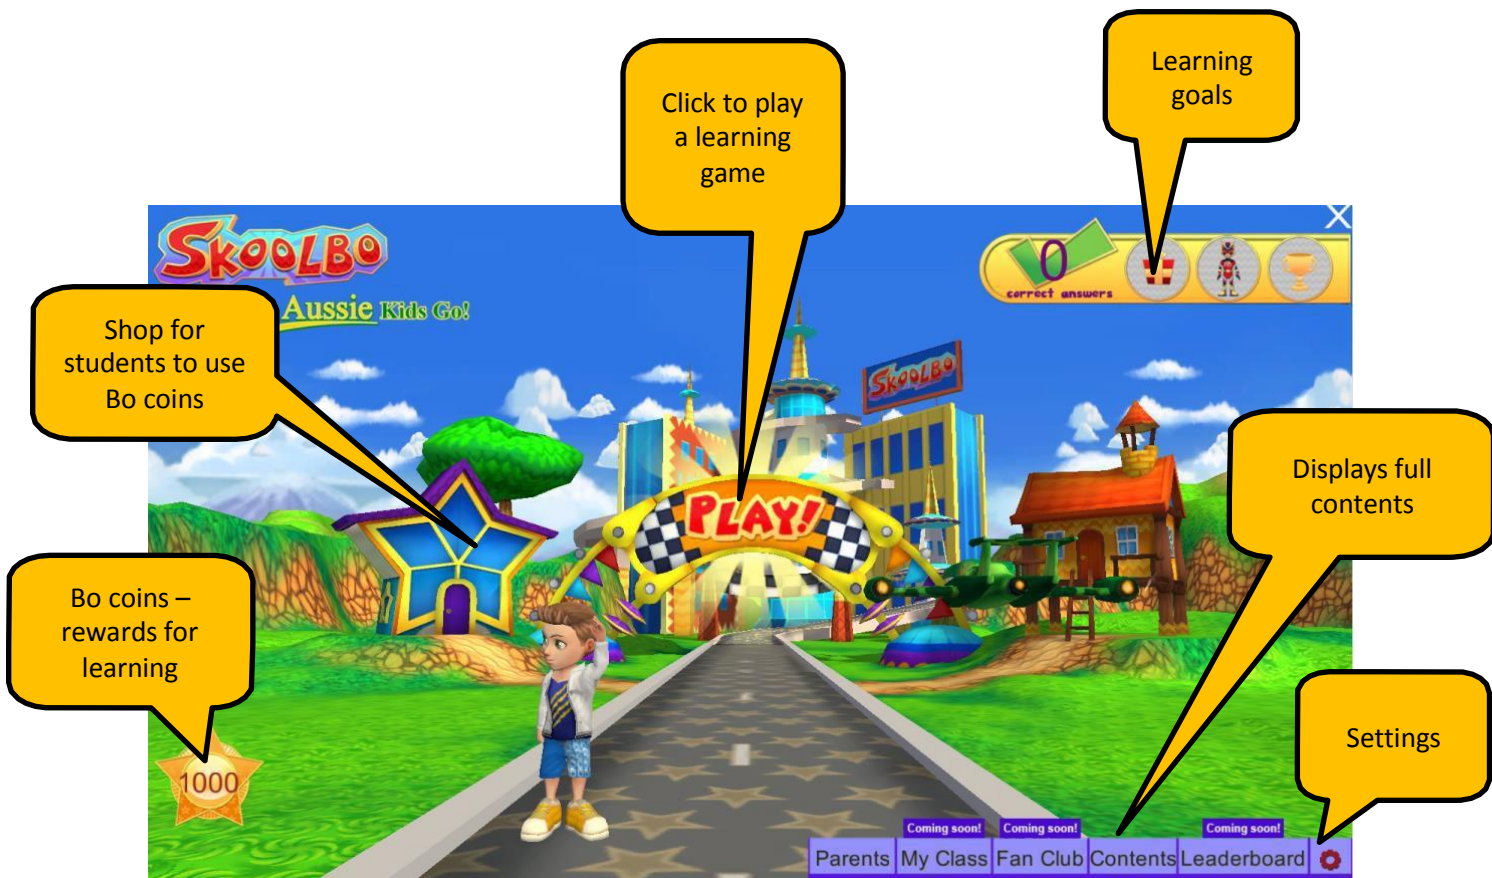 Learning
goals
Click to play
a learning
game
X
SKOOLBO
Aussie Kids Go!
0
correct answers
Shop for
students to use
Bo coins
SKOOLBO
Displays full
contents
PLAY!
Bo coins –
rewards for
learning
Settings
1000
Coming soon! Coming soon! Coming soon!
Parents My Class Fan Club Contents Leaderboard